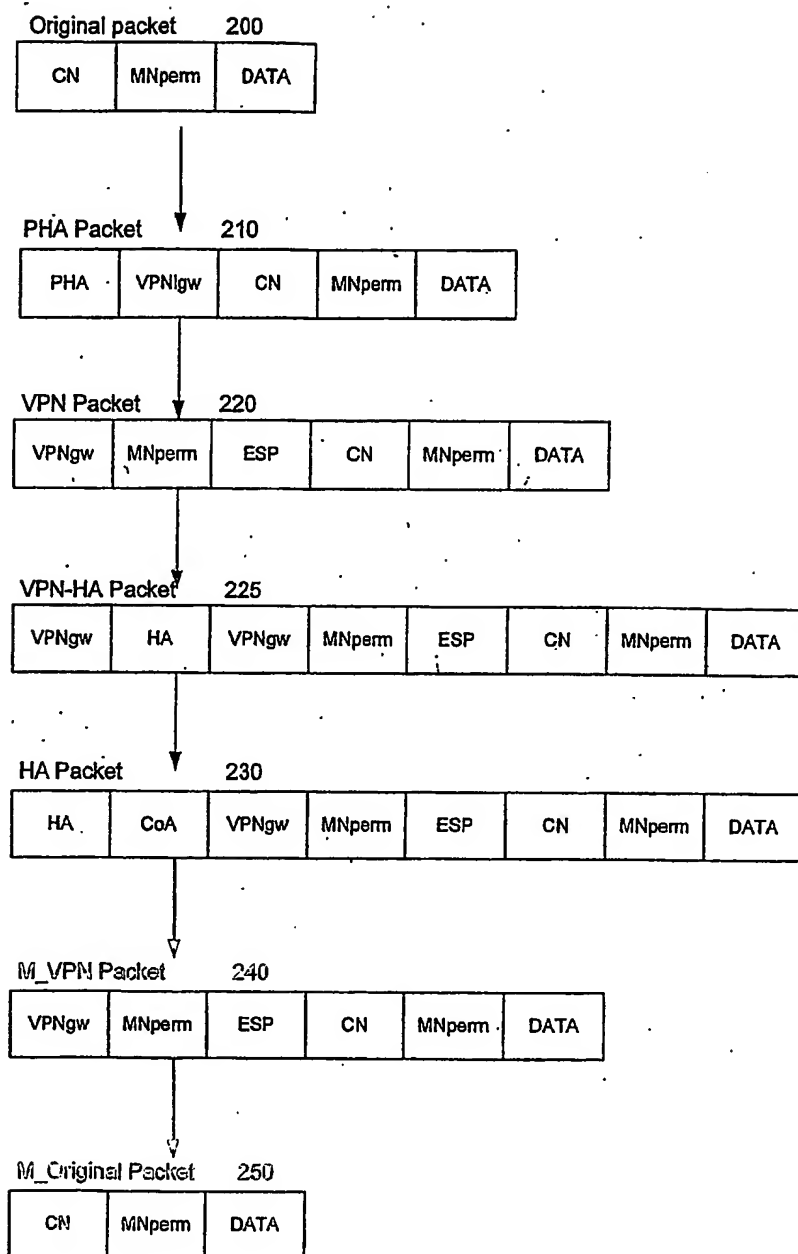 Original packet 200
CN MNperm DATA
PHA Packet 210
PHA VPNIgw CN MNperm DATA
VPN Packet 220
VPNgw MNperm ESP CN MNperm DATA
VPN-HA Packet 225
VPNgw HA VPNgw MNperm ESP CN MNperm DATA
HA Packet 230
HA CoA VPNgw MNperm ESP CN MNperm DATA
M_VPN Packet 240
VPNgw MNperm ESP CN MNperm DATA
M_Original Packet 250
CN MNperm DATA